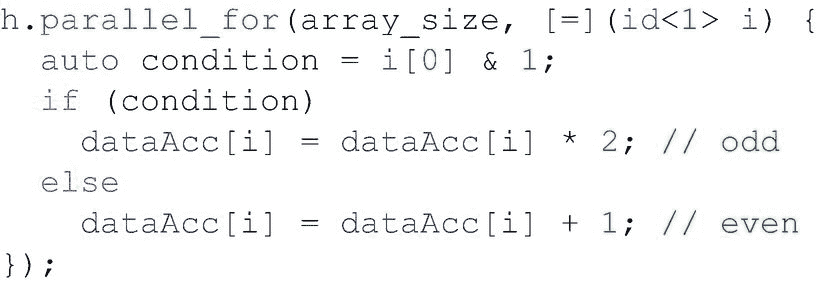 h.parallel_for(array_size, [=](id<1> i) {
  auto condition = i[0] & 1;
  if (condition)
    dataAcc[i] = dataAcc[i] * 2; // odd
  else
    dataAcc[i] = dataAcc[i] + 1; // even
});